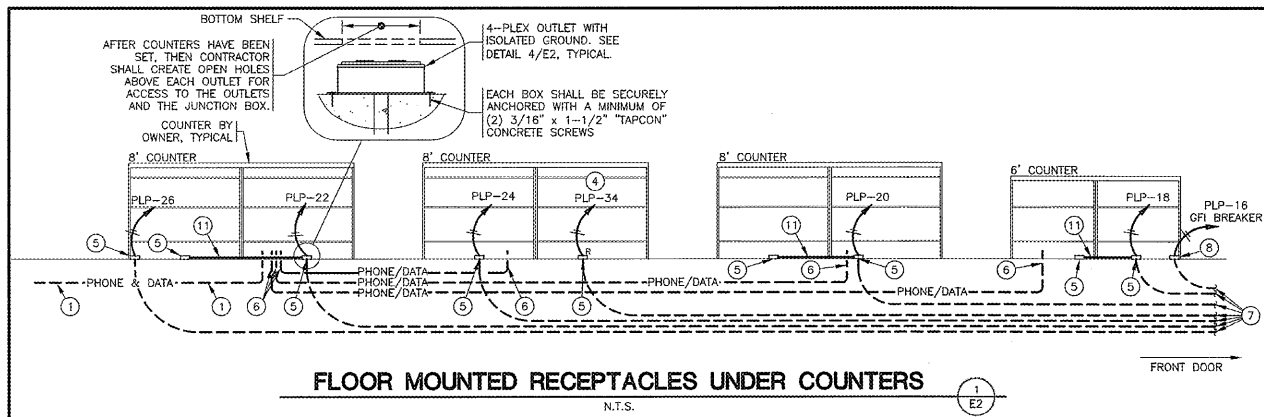 BOTTOM SHELF
AFTER COUNTERS HAVE BEEN
SET, THEN CONTRACTOR
SHALL CREATE OPEN HOLES
ABOVE EACH OUTLET FOR
ACCESS TO THE OUTLETS
AND THE JUNCTION BOX.
4-PLEX OUTLET WITH
ISOLATED GROUND. SEE
DETAIL 4/E2, TYPICAL.
EACH BOX SHALL BE SECURELY
ANCHORED WITH A MINIMUM OF
(2) 3/16" x 1-1/2" "TAPCON"
CONCRETE SCREWS
COUNTER BY
OWNER, TYPICAL
8' COUNTER
8' COUNTER
8' COUNTER
6' COUNTER
PLP-26
PLP-22
PLP-24
4
PLP-34
PLP-20
PLP-18
PLP-16
GFI BREAKER
5
5
11
R
11
11
8
PHONE/DATA
5
6
5
6
5
5
PHONE & DATA
PHONE/DATA
PHONE/DATA
PHONE/DATA
PHONE/DATA
1
1
6
5
5
6
5
7
FRONT DOOR
FLOOR MOUNTED RECEPTACLES UNDER COUNTERS
N.T.S.
1
E2